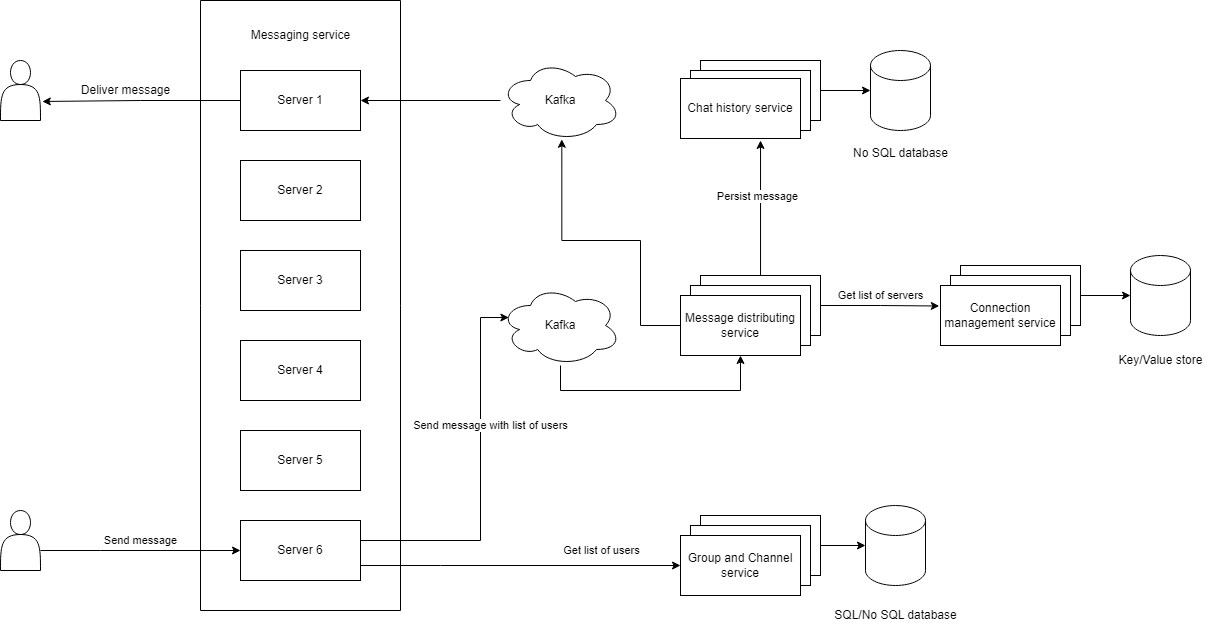 Messaging service
Deliver message
Server 1
Kafka
Chat history service
No SQL database
Server 2
Persist message
Server 3
Get list of servers
Connection
management service
Message distributing
service
Kafka
Key/Value store
Server 4
Send message with list of users
Server 5
Send message
Server 6
Get list of users
Group and Channel
service
SQL/No SQL database